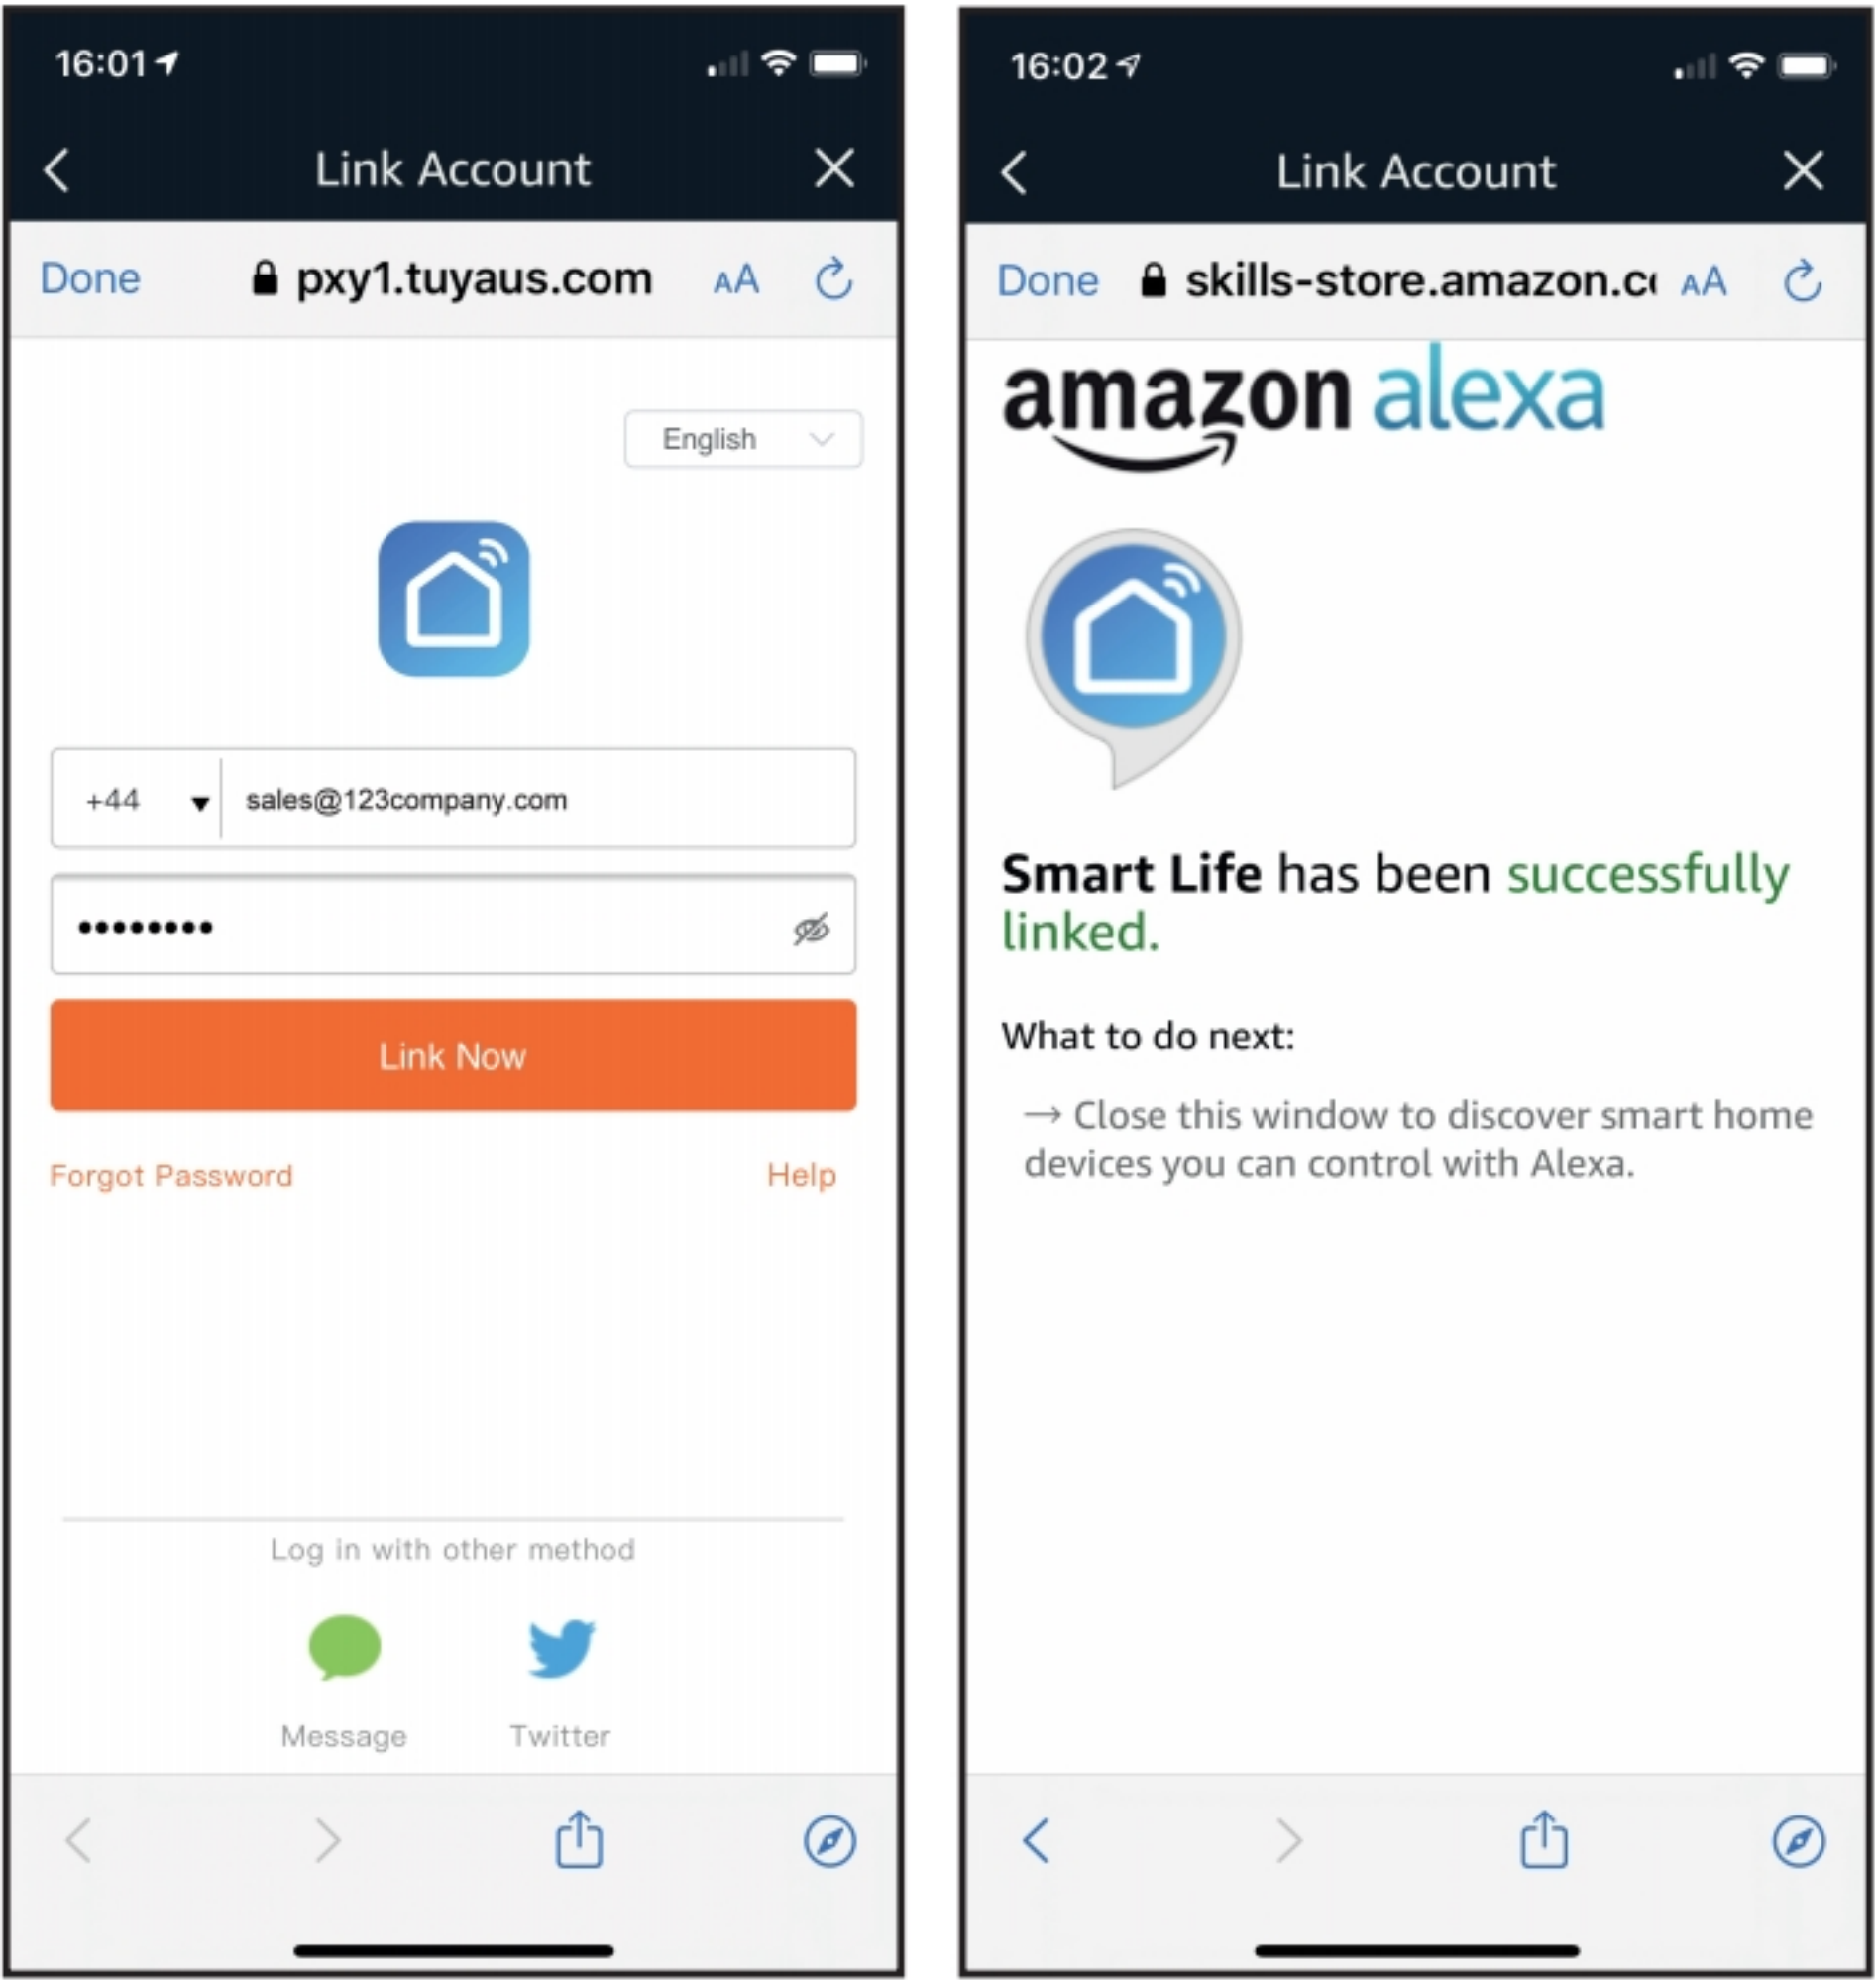 16:01
Link Account
Done pxy1.tuyaus.com AA
English
+44 sales@123company.com
••••••••
Link Now
Forgot Password Help
Log in with other method
Message Twitter
16:02
Link Account
Done skills-store.amazon.c AA
amazon alexa
Smart Life has been successfully
linked.
What to do next:
→ Close this window to discover smart home
devices you can control with Alexa.